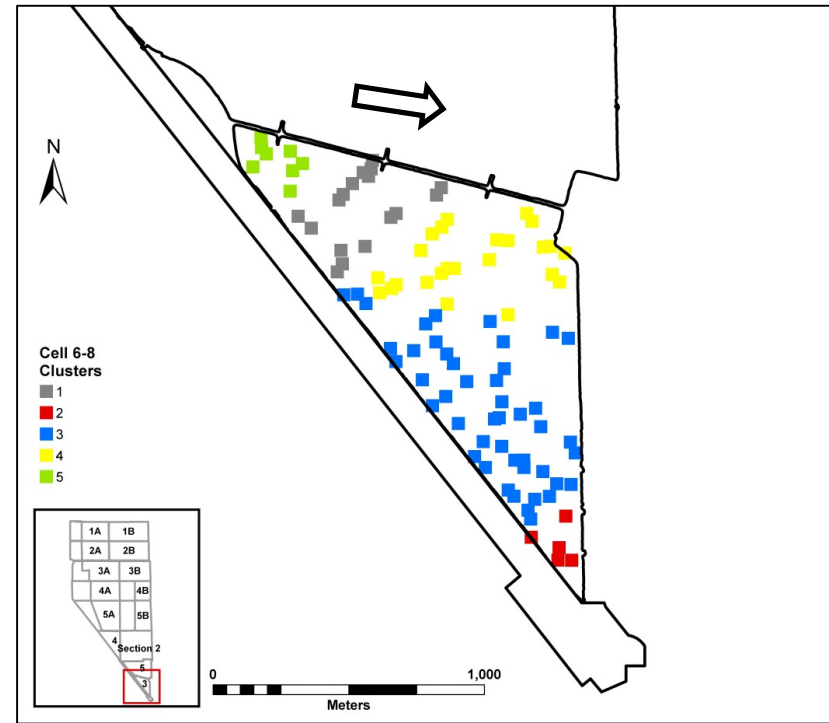 N
Cell 6-8
Clusters
1
2
3
4
5
1A 1B
2A 2B
3A 3B
4A 4B
5A 5B
4
Section 2
5
3
0 1,000
Meters